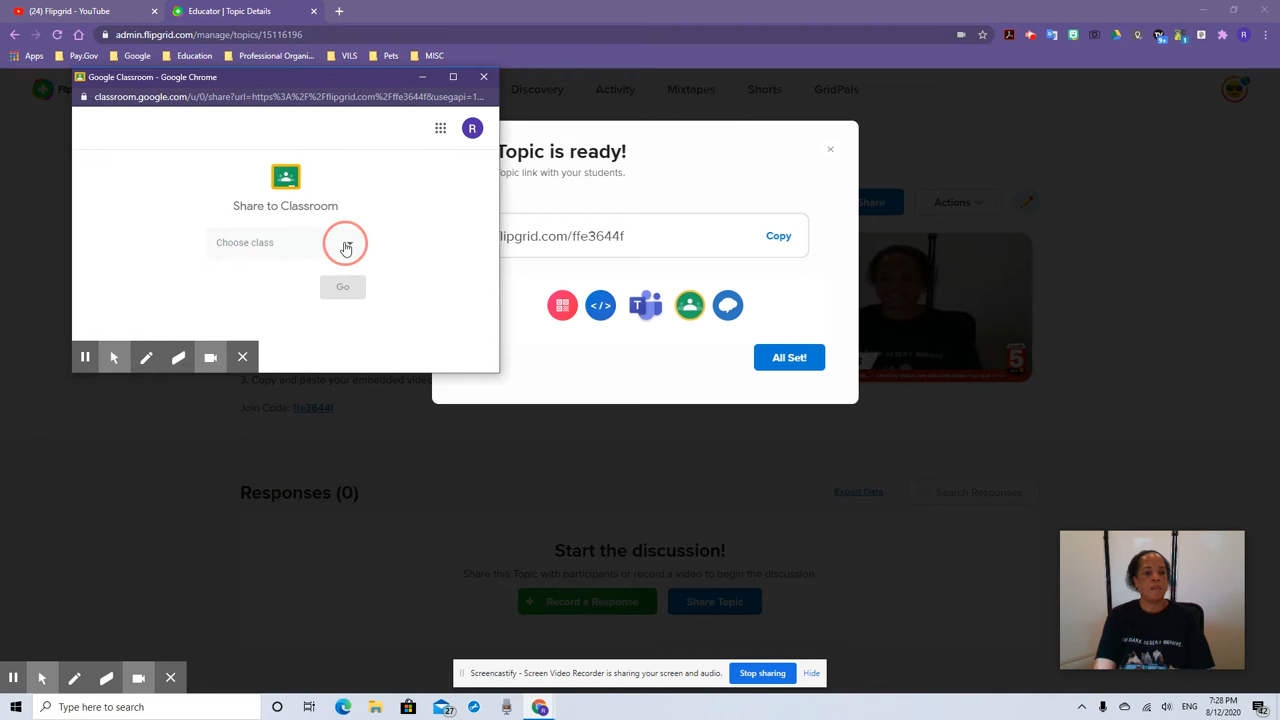 (24) Flipgrid - YouTube
Educator | Topic Details
admin.flipgrid.com/manage/topics/15116196
Apps
Pay.Gov
Google
Education
Professional Organi...
VILS
Pets
MISC
Google Classroom - Google Chrome
classroom.google.com/u/0/share?url=https%3A%2F%2Fflipgrid.com%2Fffe3644f&usegapi=1...
Discovery
Activity
Mixtapes
Shorts
GridPals
R
Share to Classroom
Choose class
Go
Topic is ready!
Topic link with your students.
flipgrid.com/ffe3644f
Copy
All Set!
Share
Actions
3. Copy and paste your embedded video
Join Code: ffe3644f
Responses (0)
Export Data
Search Responses
Start the discussion!
Share this Topic with participants or record a video to begin the discussion.
Record a Response
Share Topic
Screencastify - Screen Video Recorder is sharing your screen and audio.
Stop sharing
Hide
Type here to search
27
ENG
7:28 PM
8/12/2020
42